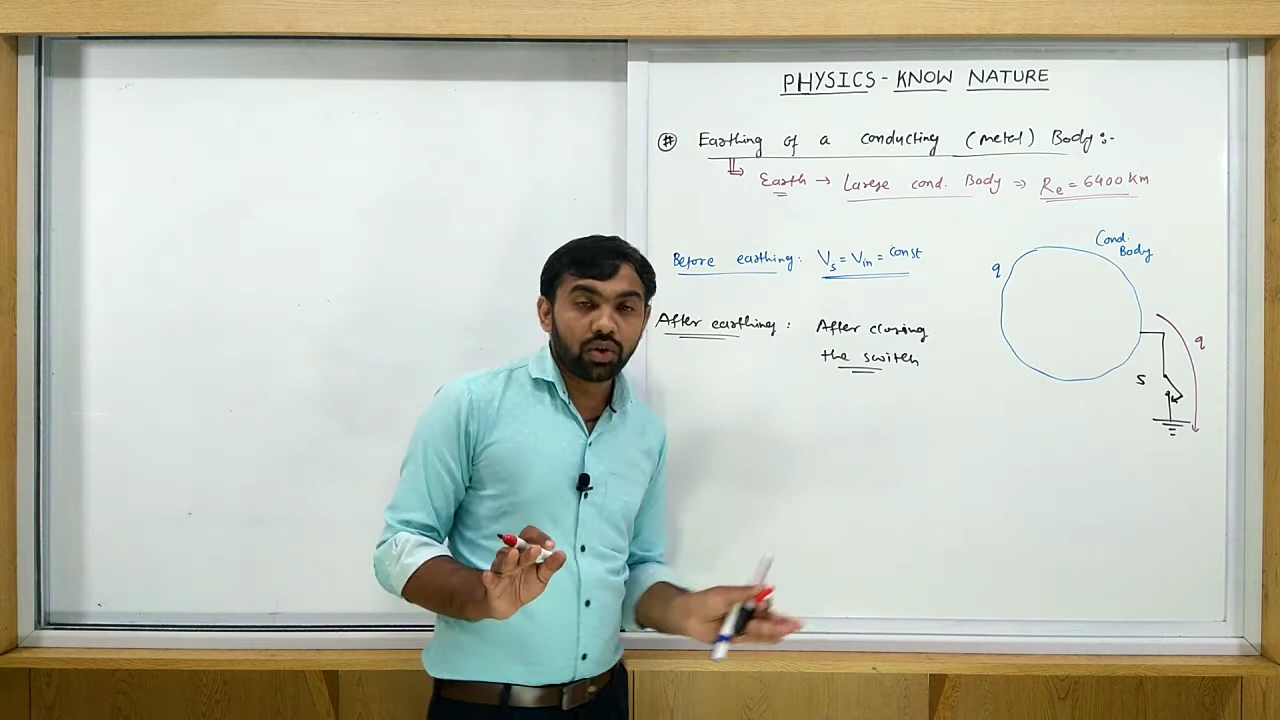 PHYSICS - KNOW NATURE
# Earthing of a conducting (metal) Body :-
Earth → Large cond. Body ⇒ Re = 6400 km
Before earthing : Vs = Vin = const
After earthing : After closing
the switch
Cond.
Body
q
q
S